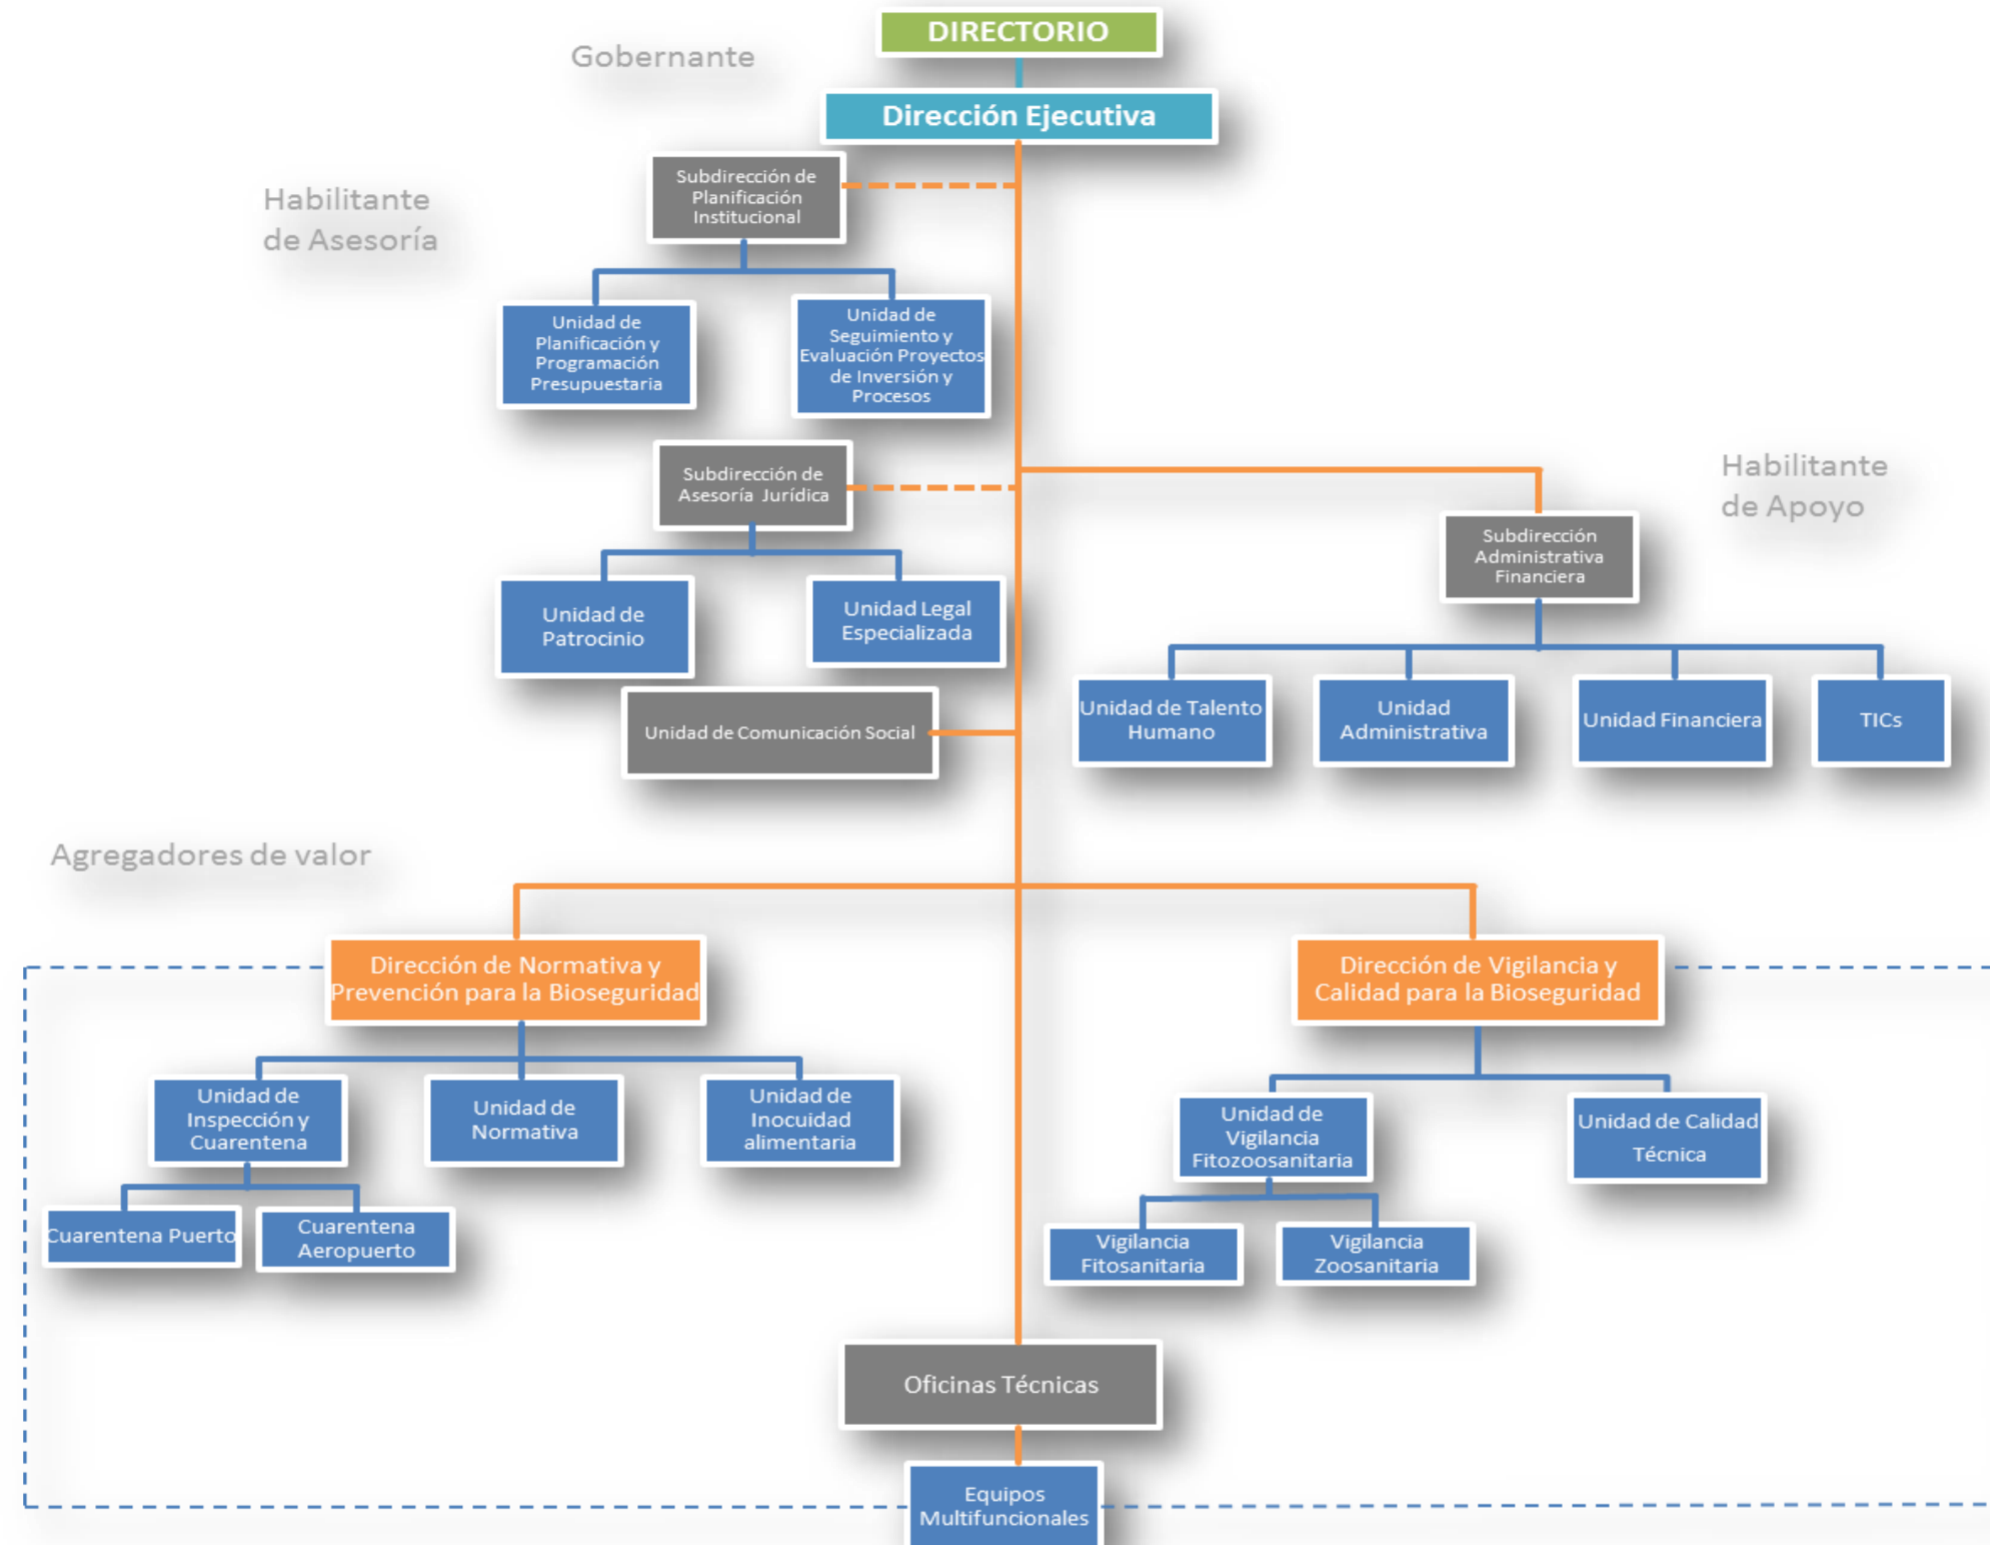 DIRECTORIO
Gobernante
Dirección Ejecutiva
Subdirección de
Planificación
Institucional
Habilitante
de Asesoría
Unidad de
Planificación y
Programación
Presupuestaria
Unidad de
Seguimiento y
Evaluación Proyectos
de Inversión y
Procesos
Subdirección de
Asesoría Jurídica
Habilitante
de Apoyo
Subdirección
Administrativa
Financiera
Unidad de
Patrocinio
Unidad Legal
Especializada
Unidad de Comunicación Social
Unidad de Talento
Humano
Unidad
Administrativa
Unidad Financiera
TICs
Agregadores de valor
Dirección de Normativa y
Prevención para la Bioseguridad
Dirección de Vigilancia y
Calidad para la Bioseguridad
Unidad de
Inspección y
Cuarentena
Unidad de
Normativa
Unidad de
Inocuidad
alimentaria
Unidad de
Vigilancia
Fitozoosanitaria
Unidad de Calidad
Técnica
Cuarentena Puerto
Cuarentena
Aeropuerto
Vigilancia
Fitosanitaria
Vigilancia
Zoosanitaria
Oficinas Técnicas
Equipos
Multifuncionales